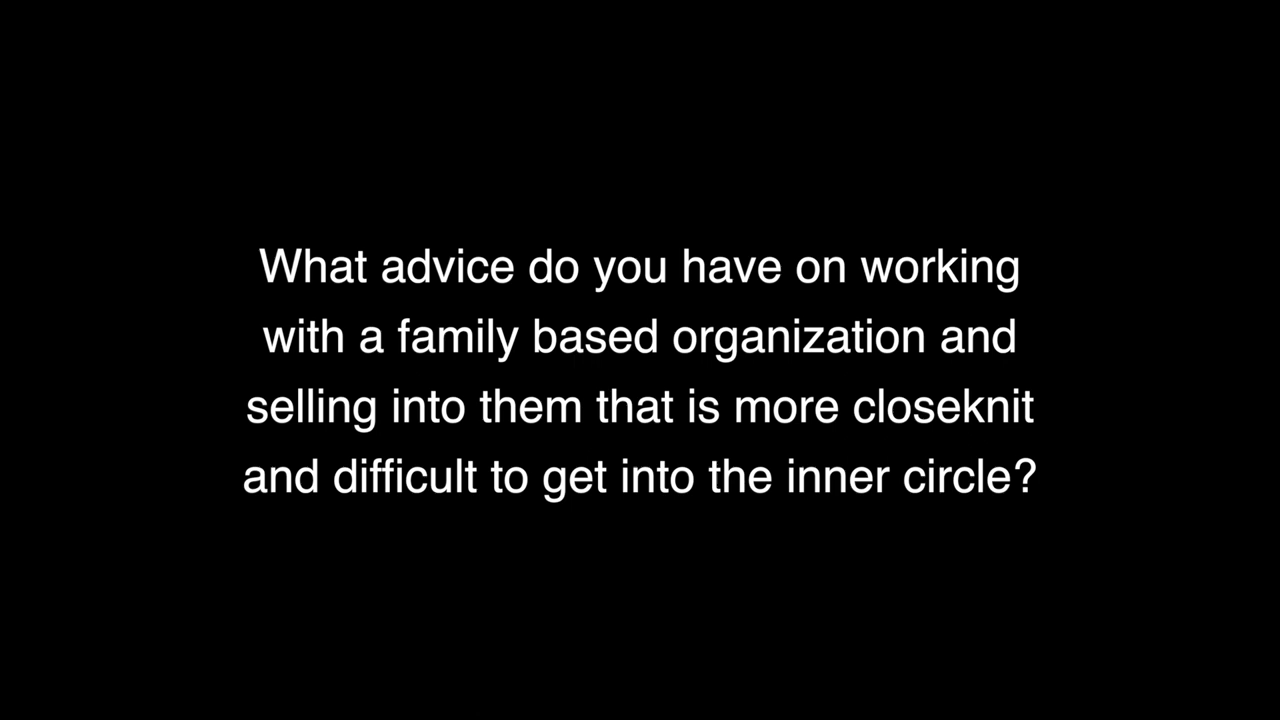 What advice do you have on working
with a family based organization and
selling into them that is more closeknit
and difficult to get into the inner circle?